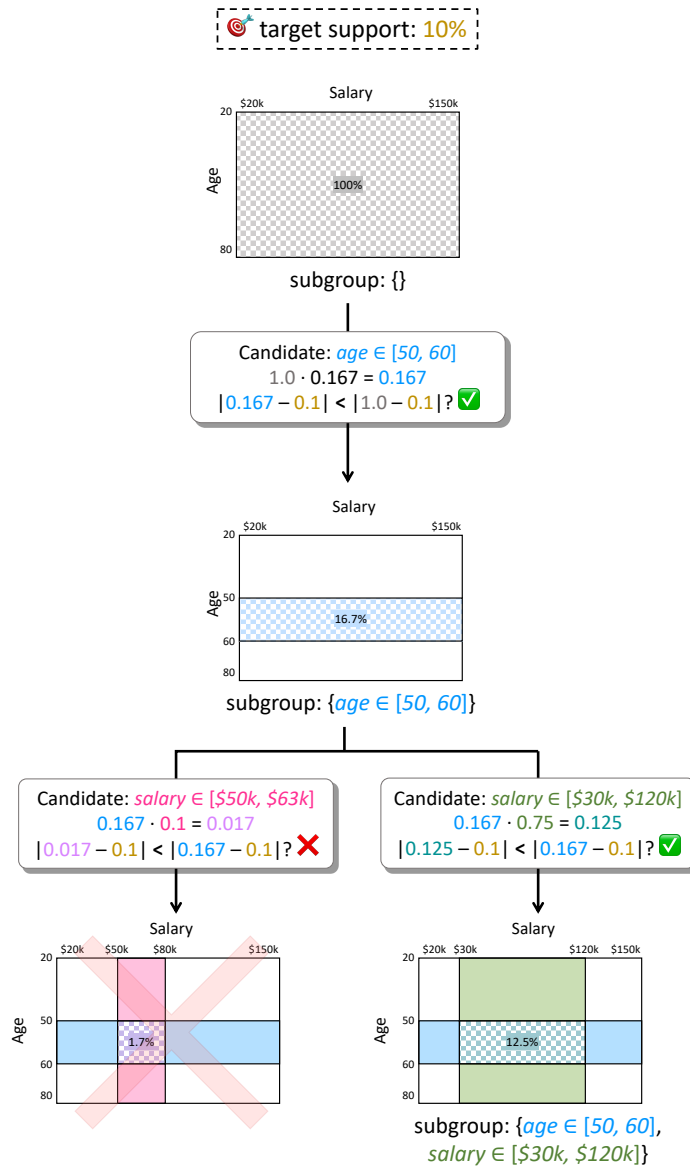 target support: 10%
Salary
$20k $150k
20
Age
100%
80
subgroup: {}
Candidate: age ∈ [50, 60]
1.0 · 0.167 = 0.167
|0.167 – 0.1| < |1.0 – 0.1|? ✅
Salary
$20k $150k
20
50
Age
16.7%
60
80
subgroup: {age ∈ [50, 60]}
Candidate: salary ∈ [$50k, $63k]
0.167 · 0.1 = 0.017
|0.017 – 0.1| < |0.167 – 0.1|? ❌
Candidate: salary ∈ [$30k, $120k]
0.167 · 0.75 = 0.125
|0.125 – 0.1| < |0.167 – 0.1|? ✅
Salary
$20k $50k $80k $150k
20
50
Age
1.7%
60
80
Salary
$20k $30k $120k $150k
20
50
Age
12.5%
60
80
subgroup: {age ∈ [50, 60],
salary ∈ [$30k, $120k]}